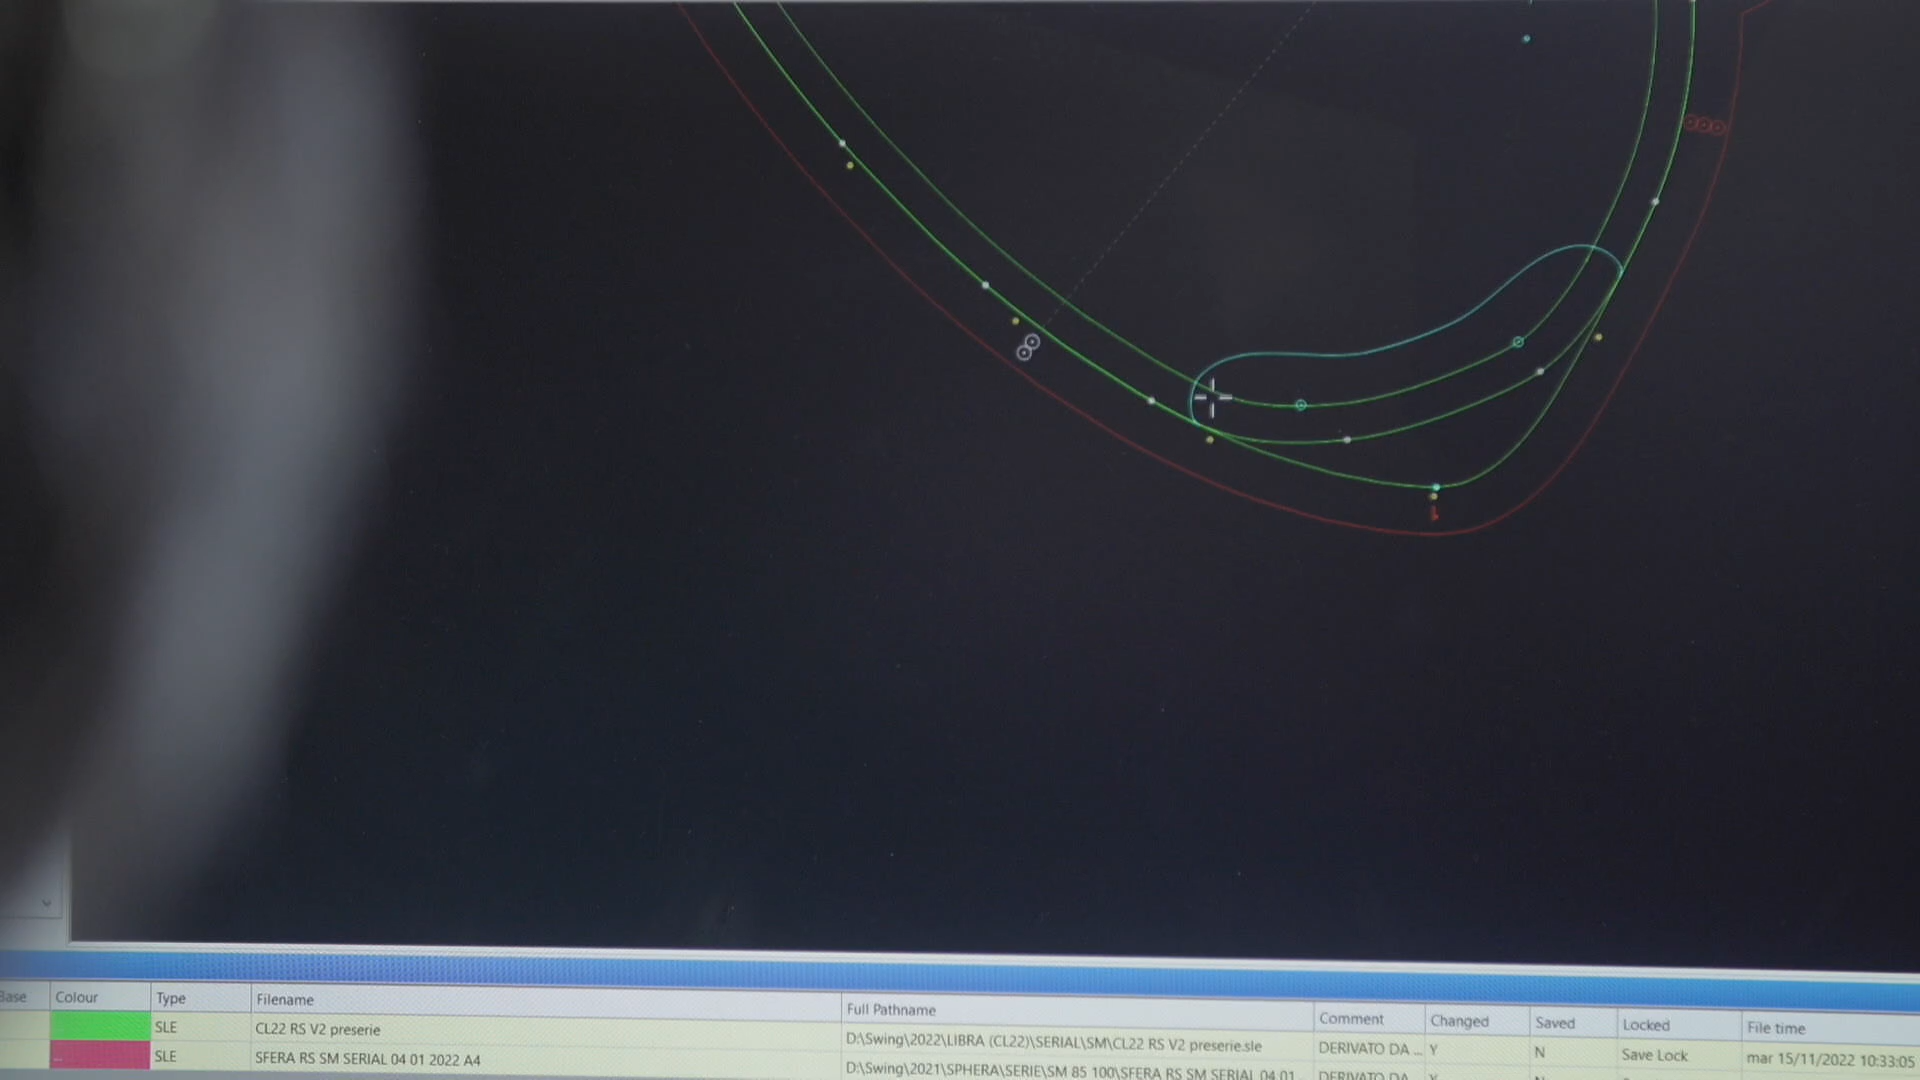 Base Colour Type Filename Full Pathname Comment Changed Saved Locked File time
SLE CL22 RS V2 preserie D:\Swing\2022\LIBRA (CL22)\SERIAL\SM\CL22 RS V2 preserie.sle DERIVATO DA ... Y N Save Lock mar 15/11/2022 10:33:05
SLE SFERA RS SM SERIAL 04 01 2022 A4 D:\Swing\2021\SPHERA\SERIE\SM 85 100\SFERA RS SM SERIAL 04 01... DERIVATO DA